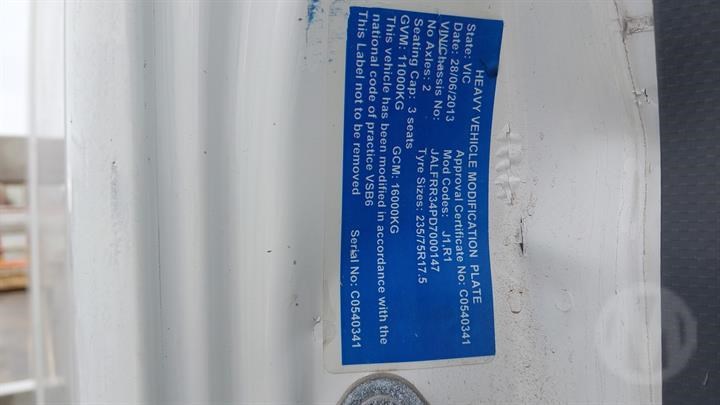 HEAVY VEHICLE MODIFICATION PLATE
State: VIC Approval Certificate No: C0540341
Date: 28/06/2013 Mod Codes: J1,R1
VIN/Chassis No: JALFRR34PD7000147
No Axles: 2 Tyre Sizes: 235/75R17.5
Seating Cap: 3 seats
GVM: 11000KG GCM: 16000KG
This vehicle has been modified in accordance with the
national code of practice VSB6
This Label not to be removed Serial No: C0540341